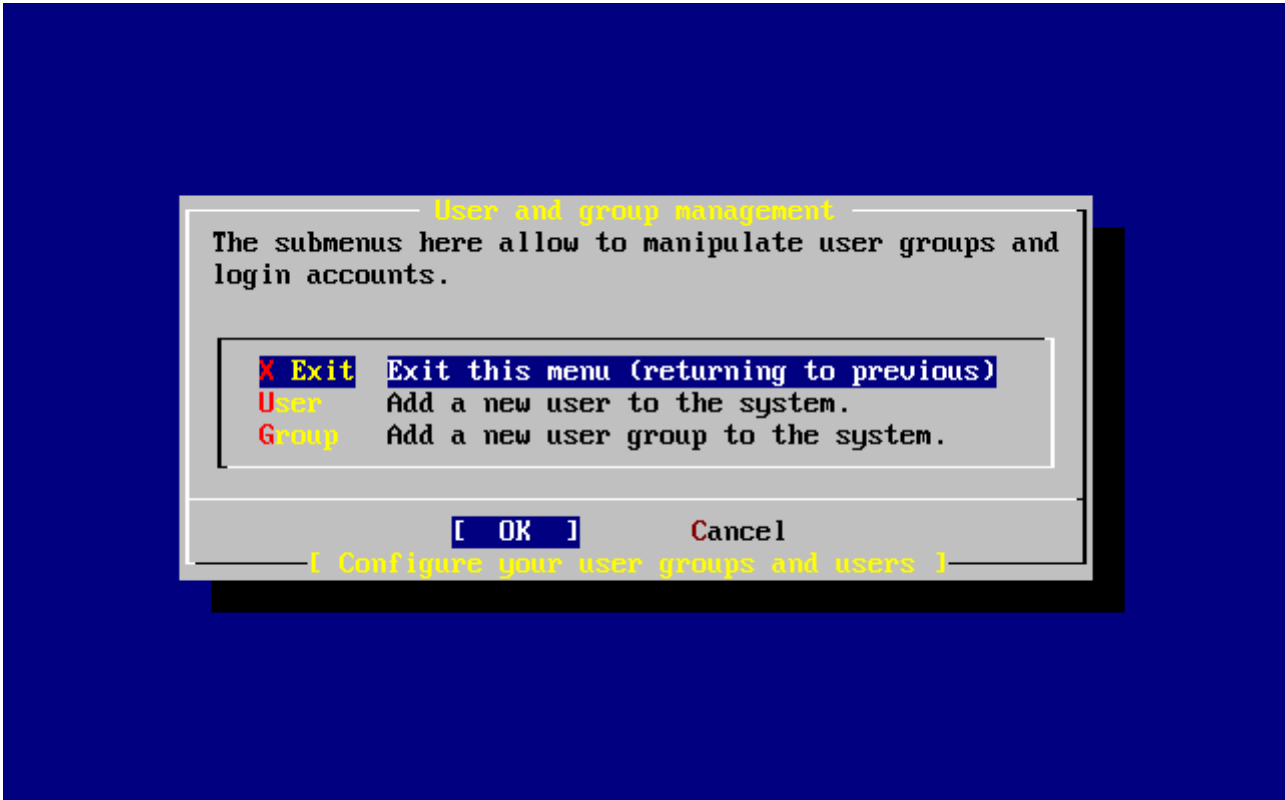 User and group management
The submenus here allow to manipulate user groups and
login accounts.
X Exit Exit this menu (returning to previous)
User Add a new user to the system.
Group Add a new user group to the system.
[ OK ] Cancel
[ Configure your user groups and users ]